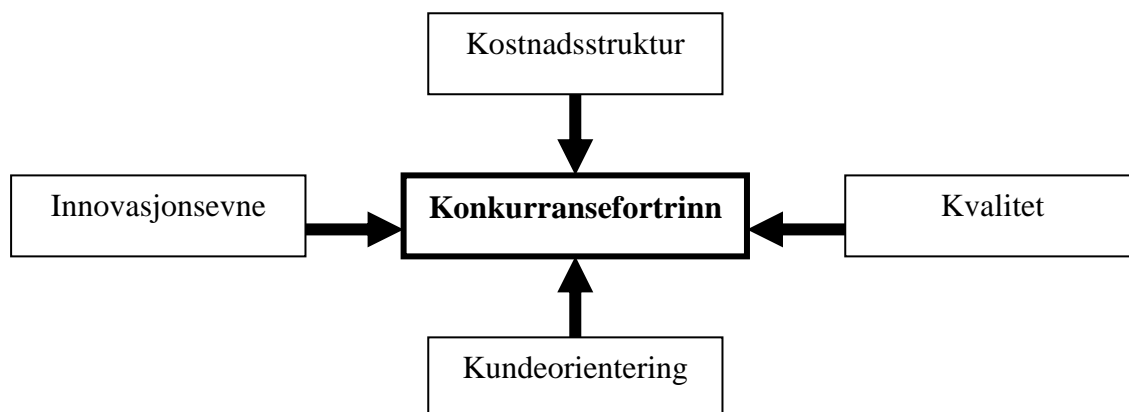 Kostnadsstruktur
Innovasjonsevne
Konkurransefortrinn
Kvalitet
Kundeorientering